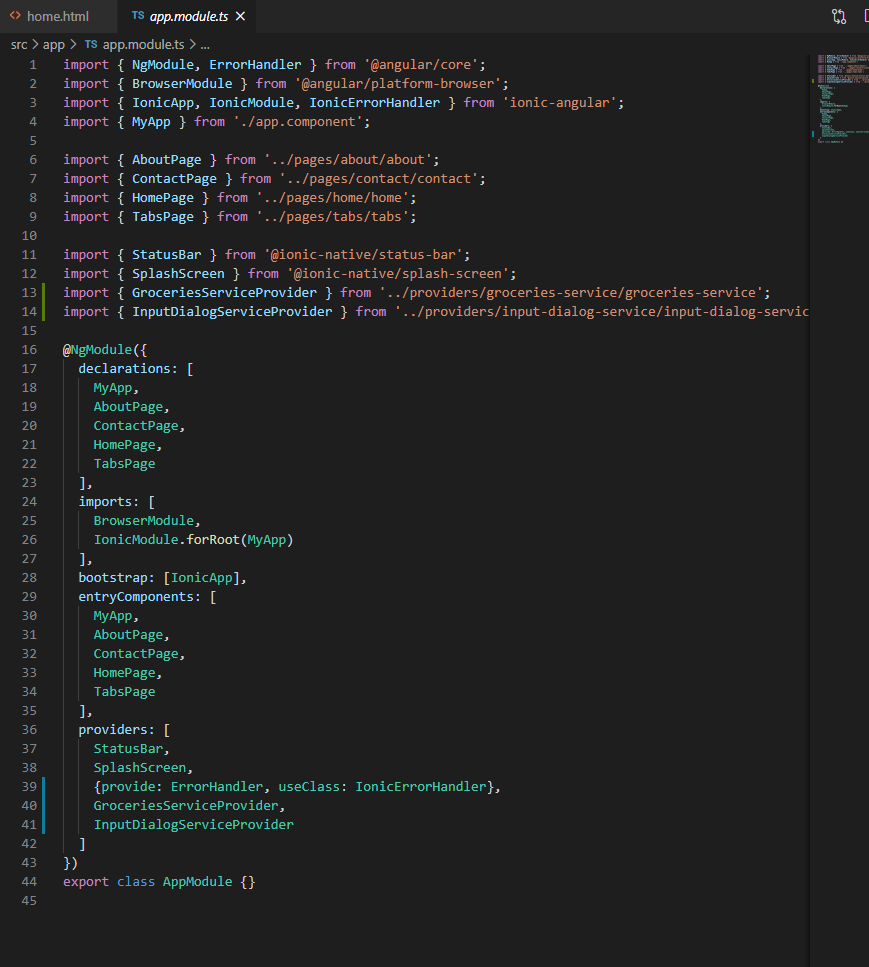 home.html
TS app.module.ts
src > app > TS app.module.ts > ...
1 import { NgModule, ErrorHandler } from '@angular/core';
2 import { BrowserModule } from '@angular/platform-browser';
3 import { IonicApp, IonicModule, IonicErrorHandler } from 'ionic-angular';
4 import { MyApp } from './app.component';
5
6 import { AboutPage } from '../pages/about/about';
7 import { ContactPage } from '../pages/contact/contact';
8 import { HomePage } from '../pages/home/home';
9 import { TabsPage } from '../pages/tabs/tabs';
10
11 import { StatusBar } from '@ionic-native/status-bar';
12 import { SplashScreen } from '@ionic-native/splash-screen';
13 import { GroceriesServiceProvider } from '../providers/groceries-service/groceries-service';
14 import { InputDialogServiceProvider } from '../providers/input-dialog-service/input-dialog-servic
15
16 @NgModule({
17   declarations: [
18     MyApp,
19     AboutPage,
20     ContactPage,
21     HomePage,
22     TabsPage
23   ],
24   imports: [
25     BrowserModule,
26     IonicModule.forRoot(MyApp)
27   ],
28   bootstrap: [IonicApp],
29   entryComponents: [
30     MyApp,
31     AboutPage,
32     ContactPage,
33     HomePage,
34     TabsPage
35   ],
36   providers: [
37     StatusBar,
38     SplashScreen,
39     {provide: ErrorHandler, useClass: IonicErrorHandler},
40     GroceriesServiceProvider,
41     InputDialogServiceProvider
42   ]
43 })
44 export class AppModule {}
45